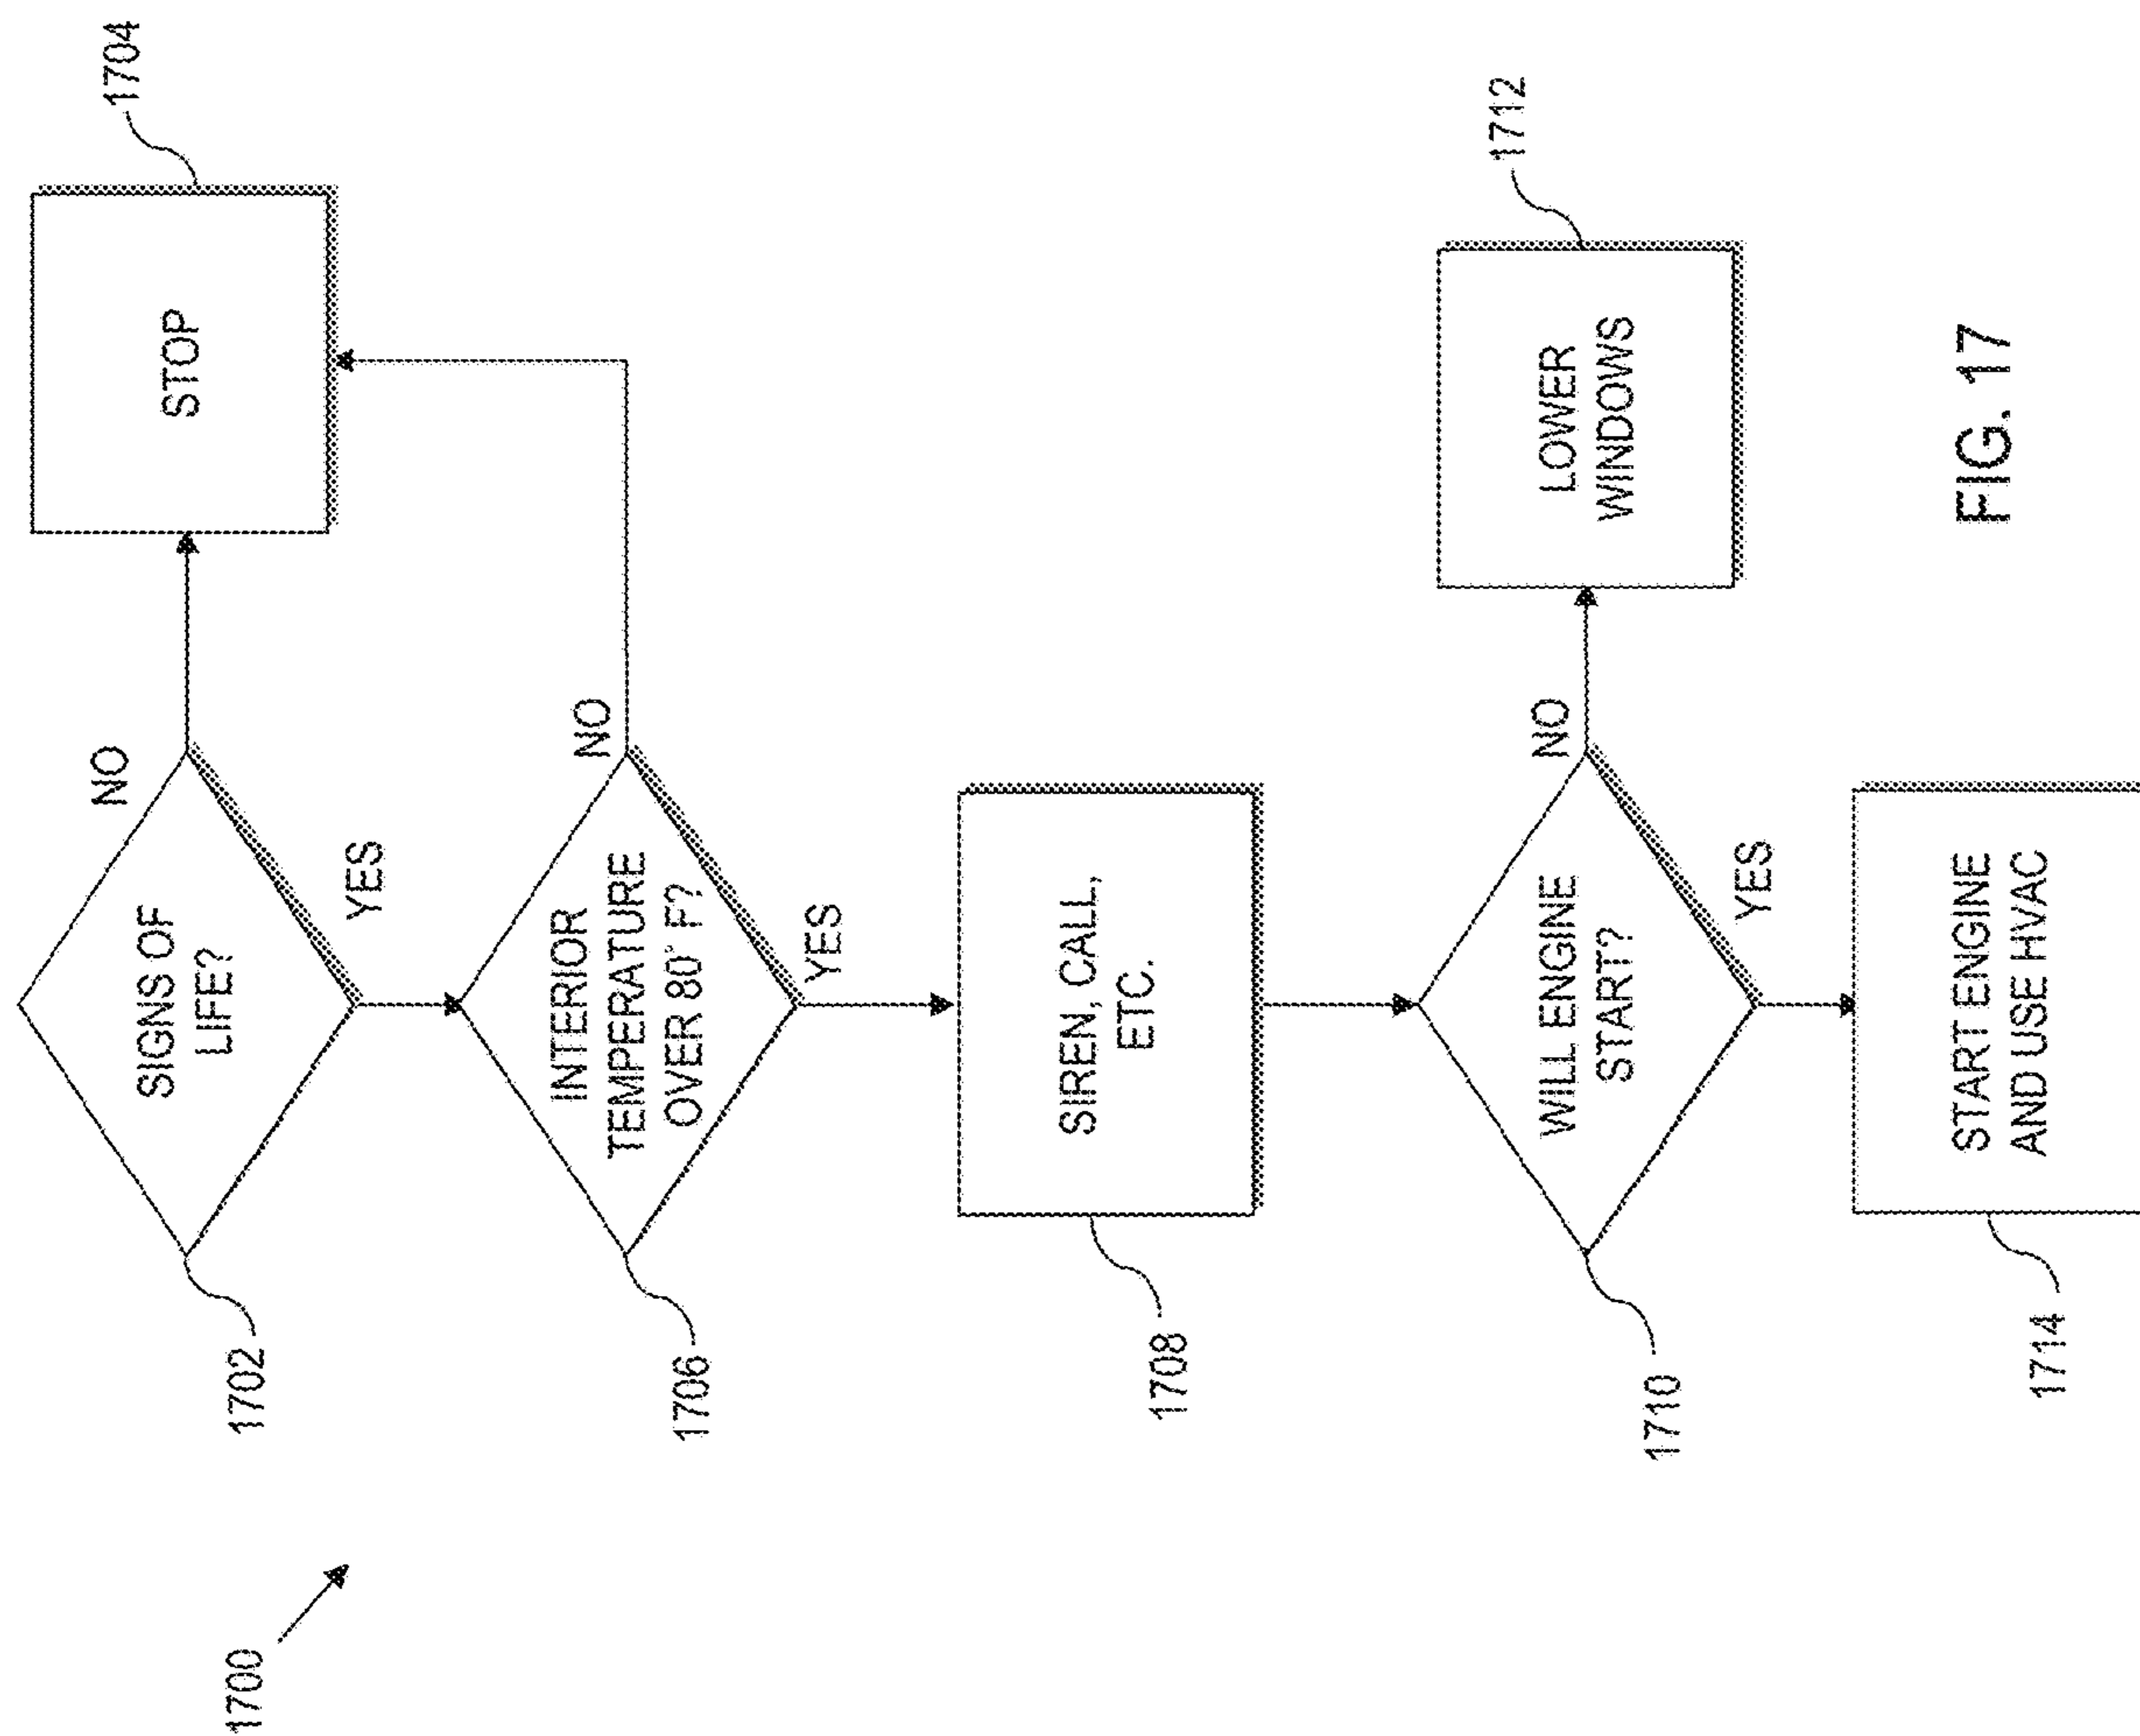 1700
1702
SIGNS OF
LIFE?
NO
YES
STOP
1704
1706
INTERIOR
TEMPERATURE
OVER 80° F?
NO
YES
1708
SIREN, CALL,
ETC.
1710
WILL ENGINE
START?
NO
YES
LOWER
WINDOWS
1712
1714
START ENGINE
AND USE HVAC
FIG. 17